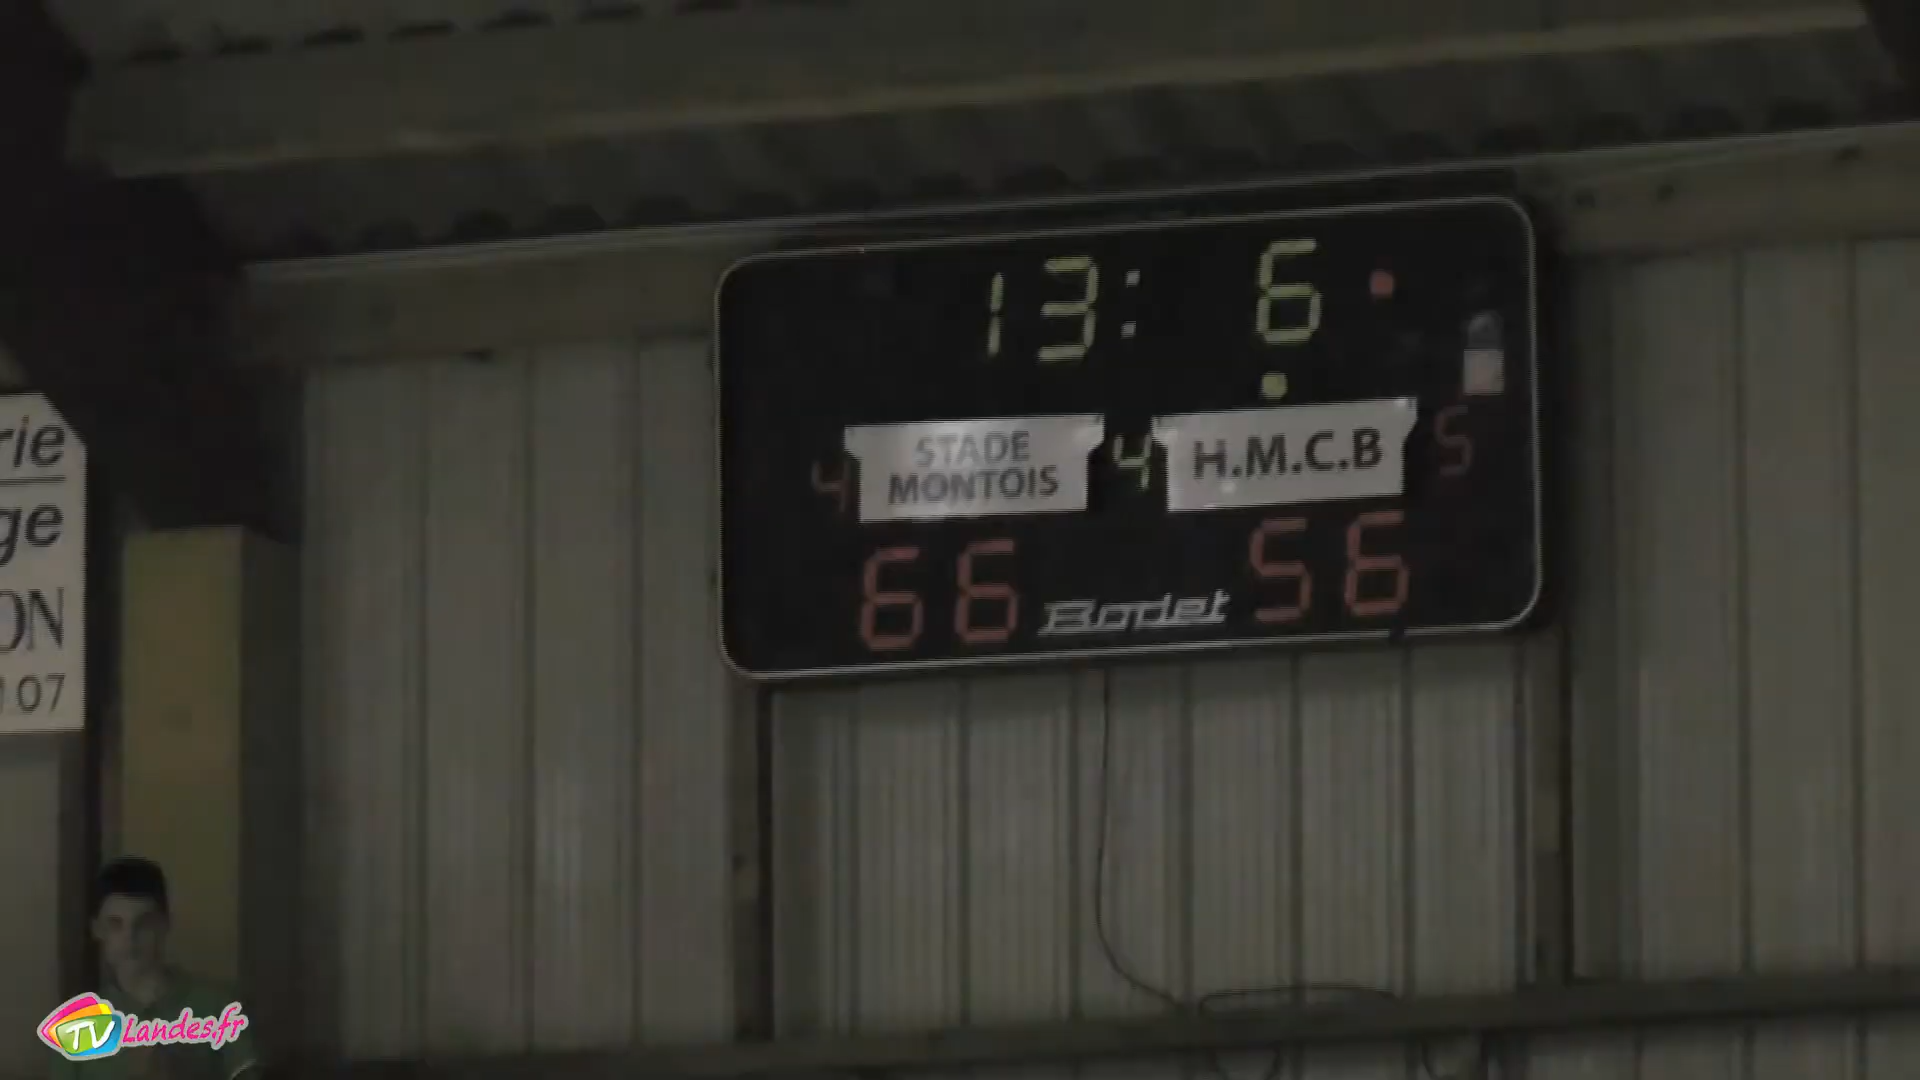 13: 6
4 STADE MONTOIS 4 H.M.C.B 5
66 Bodet 56
rie
ge
ON
07
TV Landes.fr